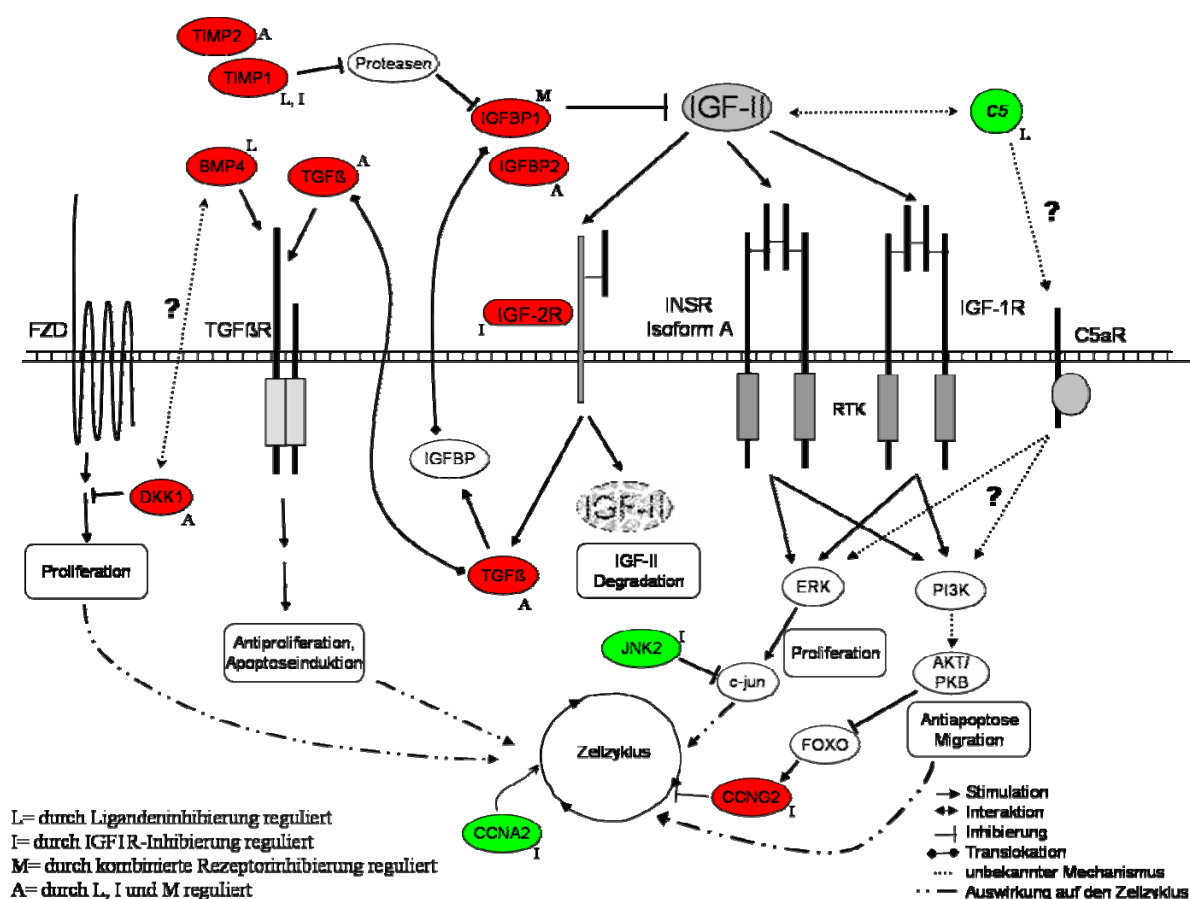 TIMP2
A
TIMP1
L, I
Proteasen
M
IGFBP1
IGFBP2
A
IGF-II
C5
L
L
BMP4
A
TGFß
?
?
FZD
TGFßR
IGF-2R
I
INSR
Isoform A
IGF-1R
C5aR
RTK
IGFBP
DKK1
A
IGF-II
?
Proliferation
TGFß
A
IGF-II
Degradation
ERK
PI3K
Antiproliferation,
Apoptoseinduktion
JNK2
I
Proliferation
c-jun
AKT/
PKB
Zellzyklus
FOXO
Antiapoptose
Migration
CCNG2
I
CCNA2
I
L= durch Ligandeninhibierung reguliert
I= durch IGF1R-Inhibierung reguliert
M= durch kombinierte Rezeptorinhibierung reguliert
A= durch L, I und M reguliert
Stimulation
Interaktion
Inhibierung
Translokation
unbekannter Mechanismus
Auswirkung auf den Zellzyklus